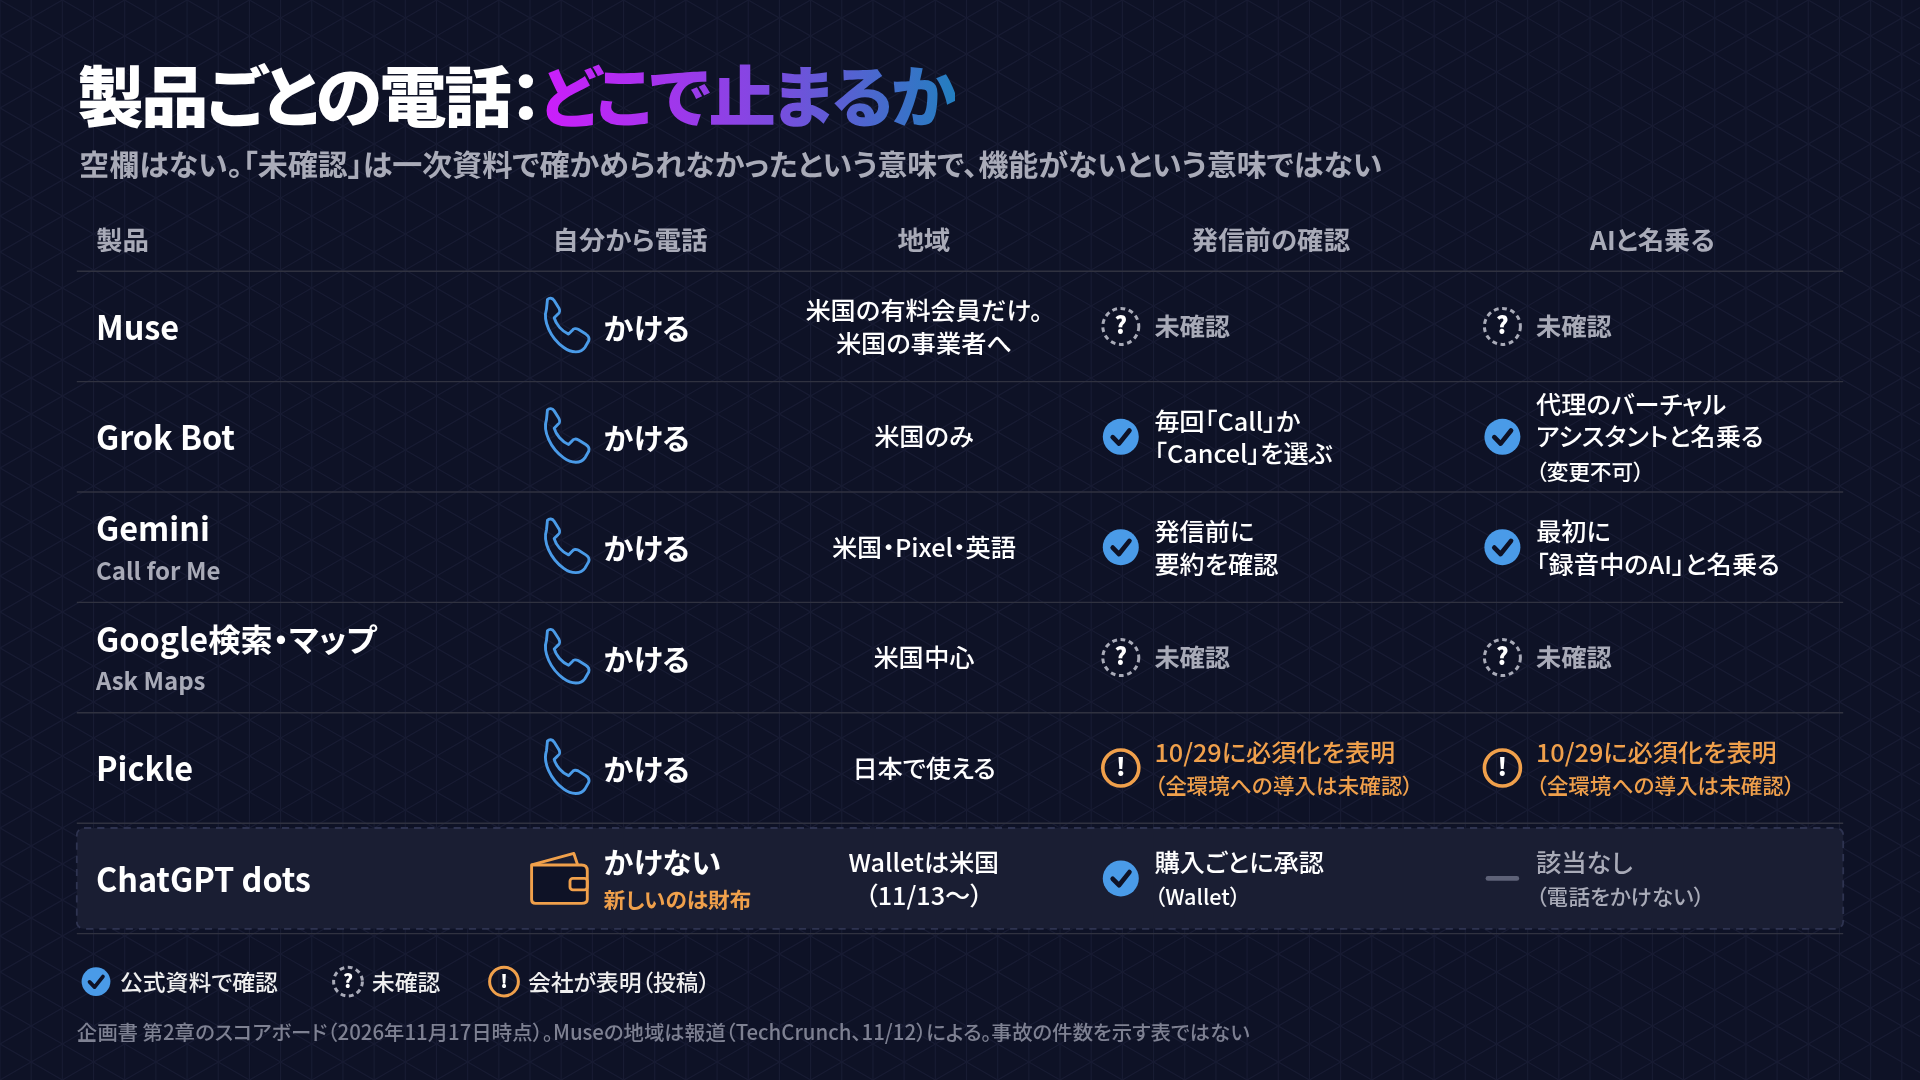 製品ごとの電話：どこで止まるか
空欄はない。「未確認」は一次資料で確かめられなかったという意味で、機能がないという意味ではない
製品 自分から電話 地域 発信前の確認 AIと名乗る
Muse
かける
米国の有料会員だけ。
米国の事業者へ
? 未確認
? 未確認
Grok Bot
かける
米国のみ
毎回「Call」か
「Cancel」を選ぶ
代理のバーチャル
アシスタントと名乗る
（変更不可）
Gemini
Call for Me
かける
米国・Pixel・英語
発信前に
要約を確認
最初に
「録音中のAI」と名乗る
Google検索・マップ
Ask Maps
かける
米国中心
? 未確認
? 未確認
Pickle
かける
日本で使える
! 10/29に必須化を表明
（全環境への導入は未確認）
! 10/29に必須化を表明
（全環境への導入は未確認）
ChatGPT dots
かけない
新しいのは財布
Walletは米国
（11/13〜）
購入ごとに承認
（Wallet）
該当なし
（電話をかけない）
公式資料で確認 ? 未確認 ! 会社が表明（投稿）
企画書 第2章のスコアボード（2026年11月17日時点）。Museの地域は報道（TechCrunch、11/12）による。事故の件数を示す表ではない